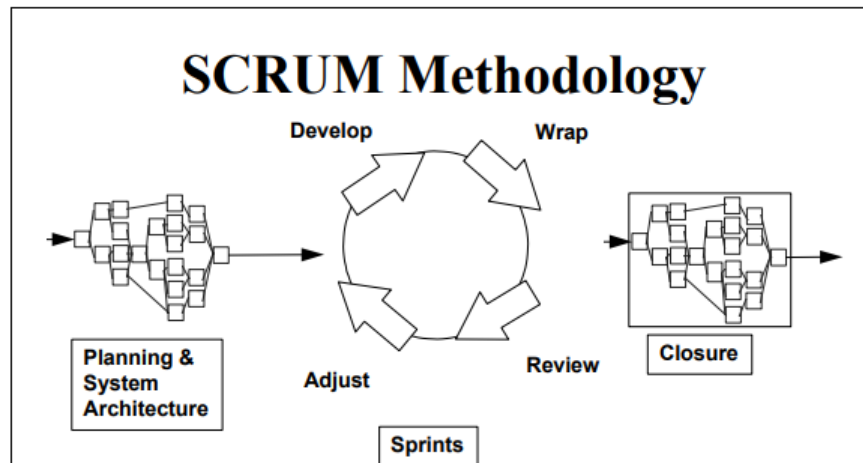 SCRUM Methodology
Develop
Wrap
Planning &
System
Architecture
Adjust
Review
Closure
Sprints